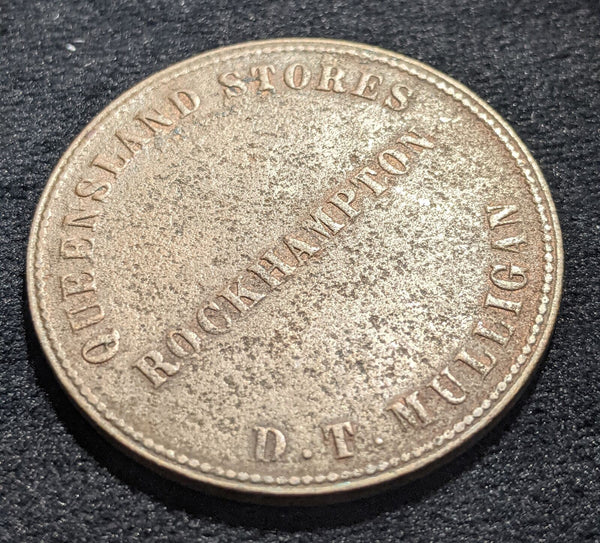 QUEENSLAND STORES
ROCKHAMPTON
D.T.MULLIGAN